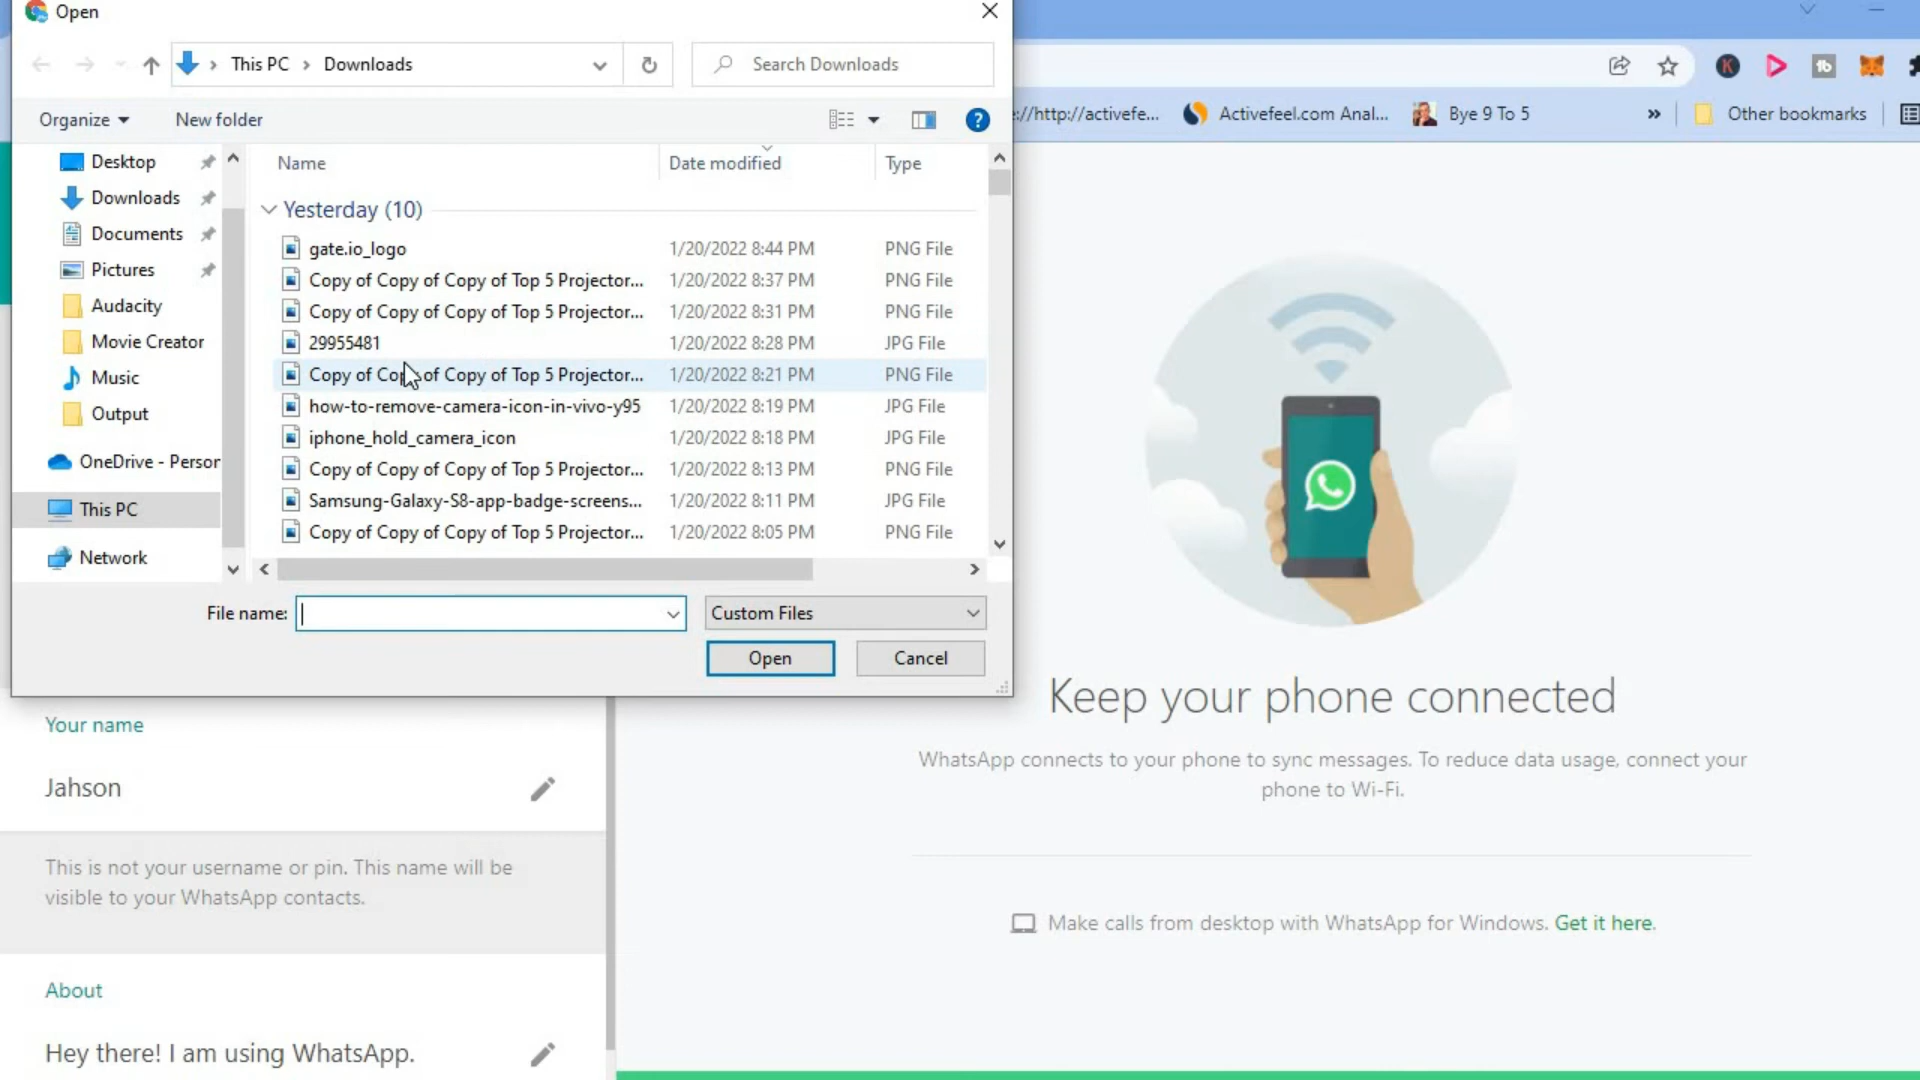 Open
This PC > Downloads
Search Downloads
Organize
New folder
?
://http://activefe...
Activefeel.com Anal...
Bye 9 To 5
»
Other bookmarks
K
tb
Desktop
Downloads
Documents
Pictures
Audacity
Movie Creator
Music
Output
OneDrive - Person
This PC
Network
Name
Date modified
Type
Yesterday (10)
gate.io_logo 1/20/2022 8:44 PM PNG File
Copy of Copy of Copy of Top 5 Projector... 1/20/2022 8:37 PM PNG File
Copy of Copy of Copy of Top 5 Projector... 1/20/2022 8:31 PM PNG File
29955481 1/20/2022 8:28 PM JPG File
Copy of Copy of Copy of Top 5 Projector... 1/20/2022 8:21 PM PNG File
how-to-remove-camera-icon-in-vivo-y95 1/20/2022 8:19 PM JPG File
iphone_hold_camera_icon 1/20/2022 8:18 PM JPG File
Copy of Copy of Copy of Top 5 Projector... 1/20/2022 8:13 PM PNG File
Samsung-Galaxy-S8-app-badge-screens... 1/20/2022 8:11 PM JPG File
Copy of Copy of Copy of Top 5 Projector... 1/20/2022 8:05 PM PNG File
File name:
Custom Files
Open
Cancel
Your name
Jahson
This is not your username or pin. This name will be
visible to your WhatsApp contacts.
About
Hey there! I am using WhatsApp.
Keep your phone connected
WhatsApp connects to your phone to sync messages. To reduce data usage, connect your
phone to Wi-Fi.
Make calls from desktop with WhatsApp for Windows. Get it here.